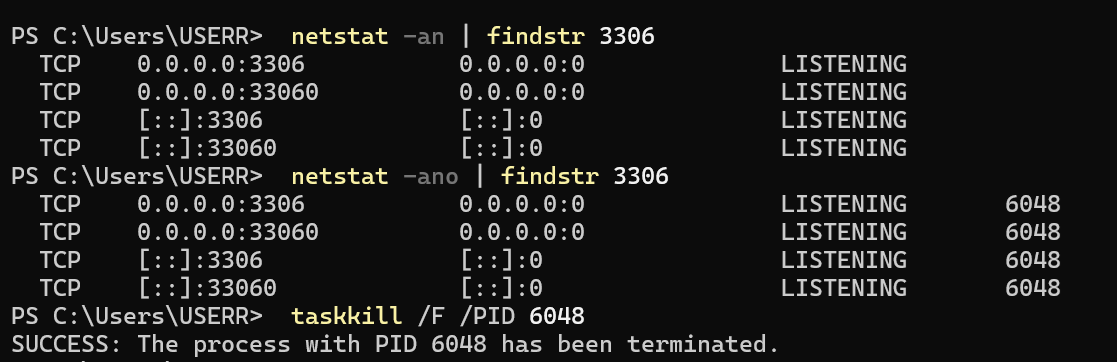 PS C:\Users\USERR>  netstat -an | findstr 3306
  TCP    0.0.0.0:3306           0.0.0.0:0              LISTENING
  TCP    0.0.0.0:33060          0.0.0.0:0              LISTENING
  TCP    [::]:3306              [::]:0                 LISTENING
  TCP    [::]:33060             [::]:0                 LISTENING
PS C:\Users\USERR>  netstat -ano | findstr 3306
  TCP    0.0.0.0:3306           0.0.0.0:0              LISTENING       6048
  TCP    0.0.0.0:33060          0.0.0.0:0              LISTENING       6048
  TCP    [::]:3306              [::]:0                 LISTENING       6048
  TCP    [::]:33060             [::]:0                 LISTENING       6048
PS C:\Users\USERR>  taskkill /F /PID 6048
SUCCESS: The process with PID 6048 has been terminated.